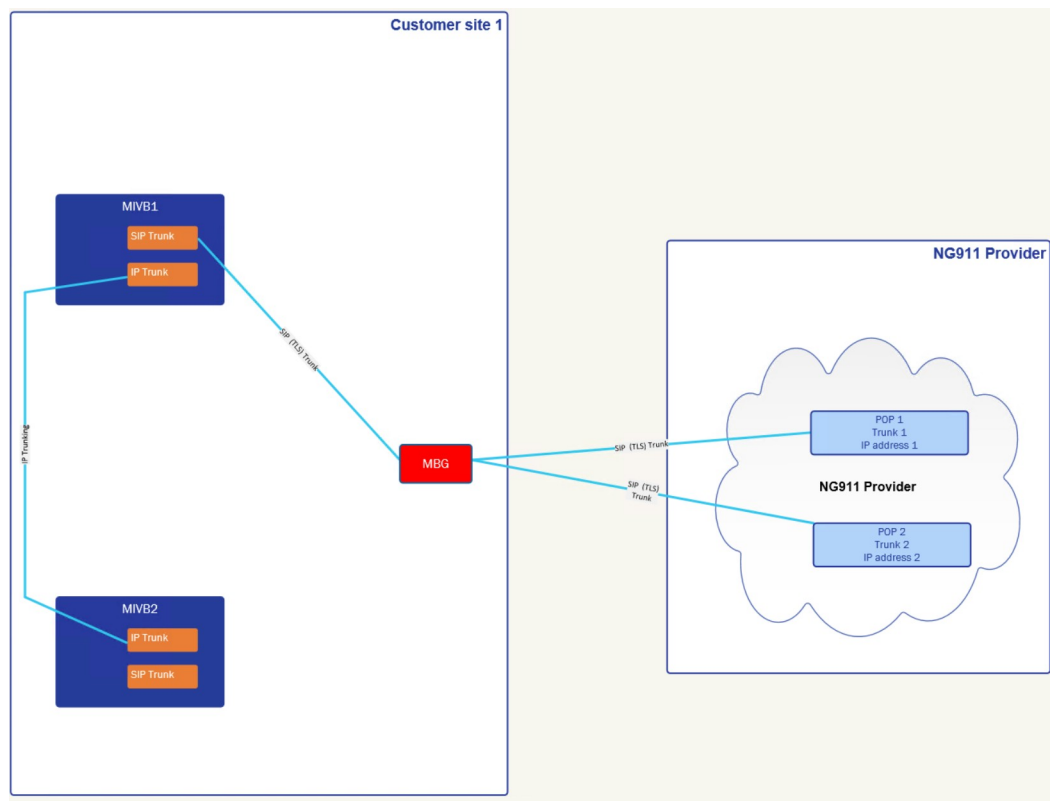 Customer site 1
MIVB1
SIP Trunk
IP Trunk
SIP (TLS) Trunk
IP Trunking
MBG
MIVB2
IP Trunk
SIP Trunk
NG911 Provider
SIP (TLS) Trunk
SIP (TLS)
Trunk
POP 1
Trunk 1
IP address 1
NG911 Provider
POP 2
Trunk 2
IP address 2